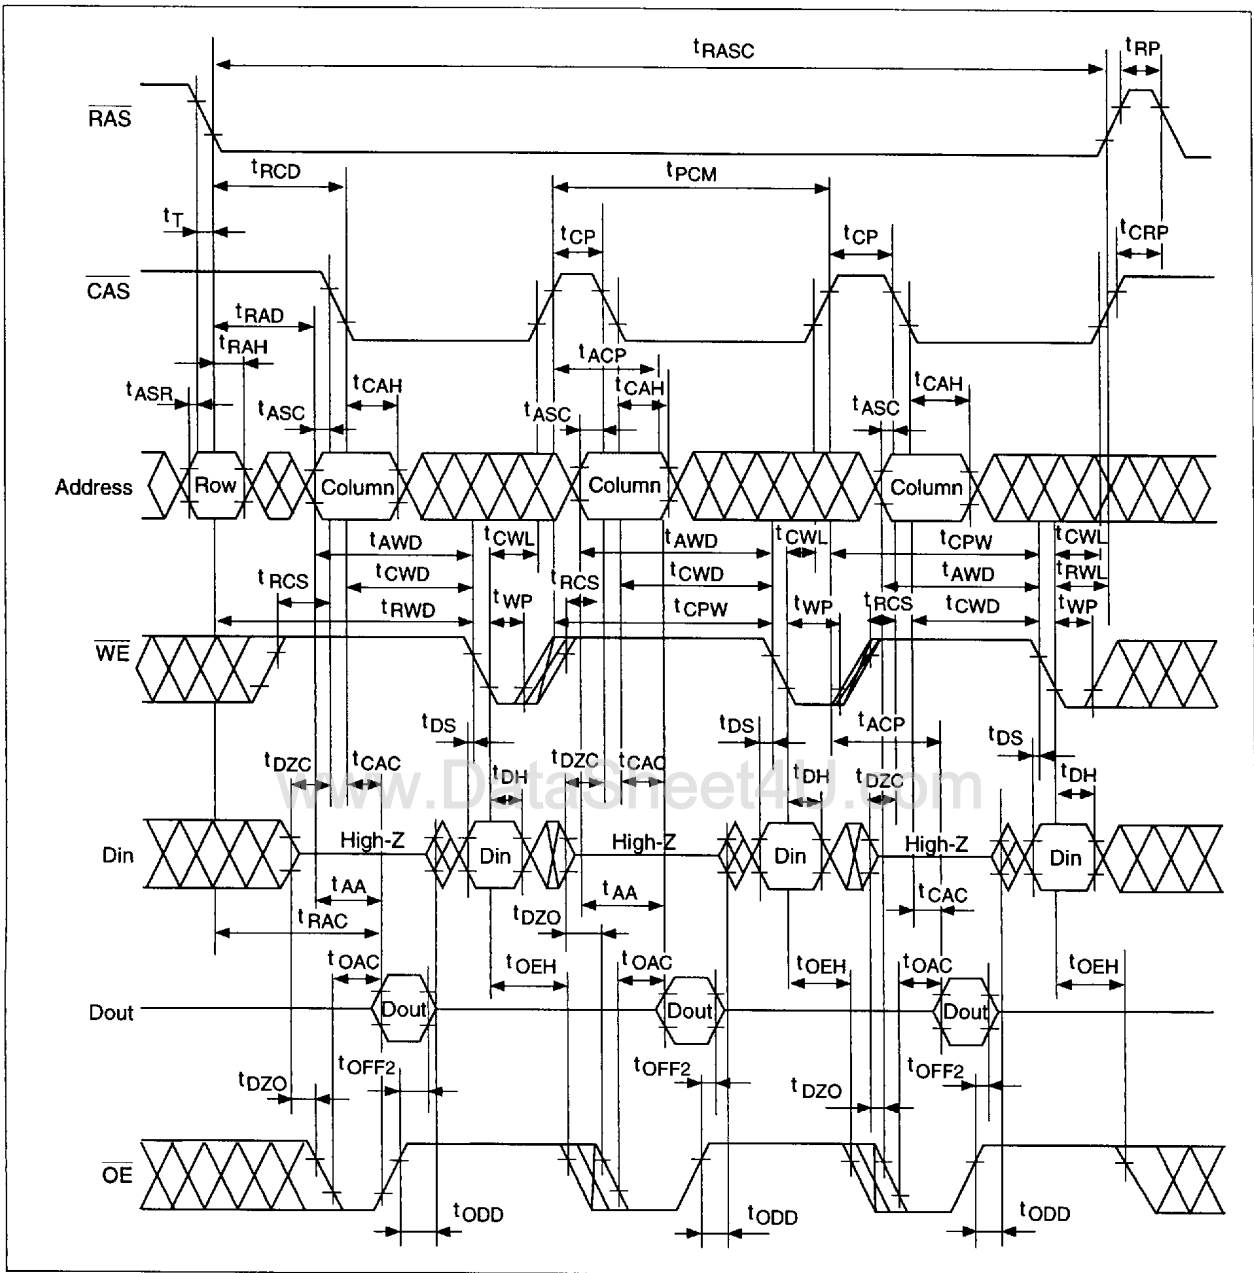 tRASC tRP
RAS
tRCD tPCM
tT tCP tCP tCRP
CAS
tRAD
tRAH tACP
tASR tCAH tCAH tCAH
tASC tASC tASC
Address Row Column Column Column
tAWD tCWL tAWD tCWL tCPW tCWL
tRCS tCWD tRCS tCWD tAWD tRWL
tRWD tWP tCPW tWP tRCS tCWD tWP
WE
tDS tDS tACP tDS
tDZC tCAC tDH tDZC tCAC tDH tDZC tDH
www.DataSheet4U.com
Din High-Z Din High-Z Din High-Z Din
tAA tAA tCAC
tRAC tDZO
tOAC tOEH tOAC tOEH tOAC tOEH
Dout Dout Dout Dout
tDZO tOFF2 tOFF2 tDZO tOFF2
OE
tODD tODD tODD